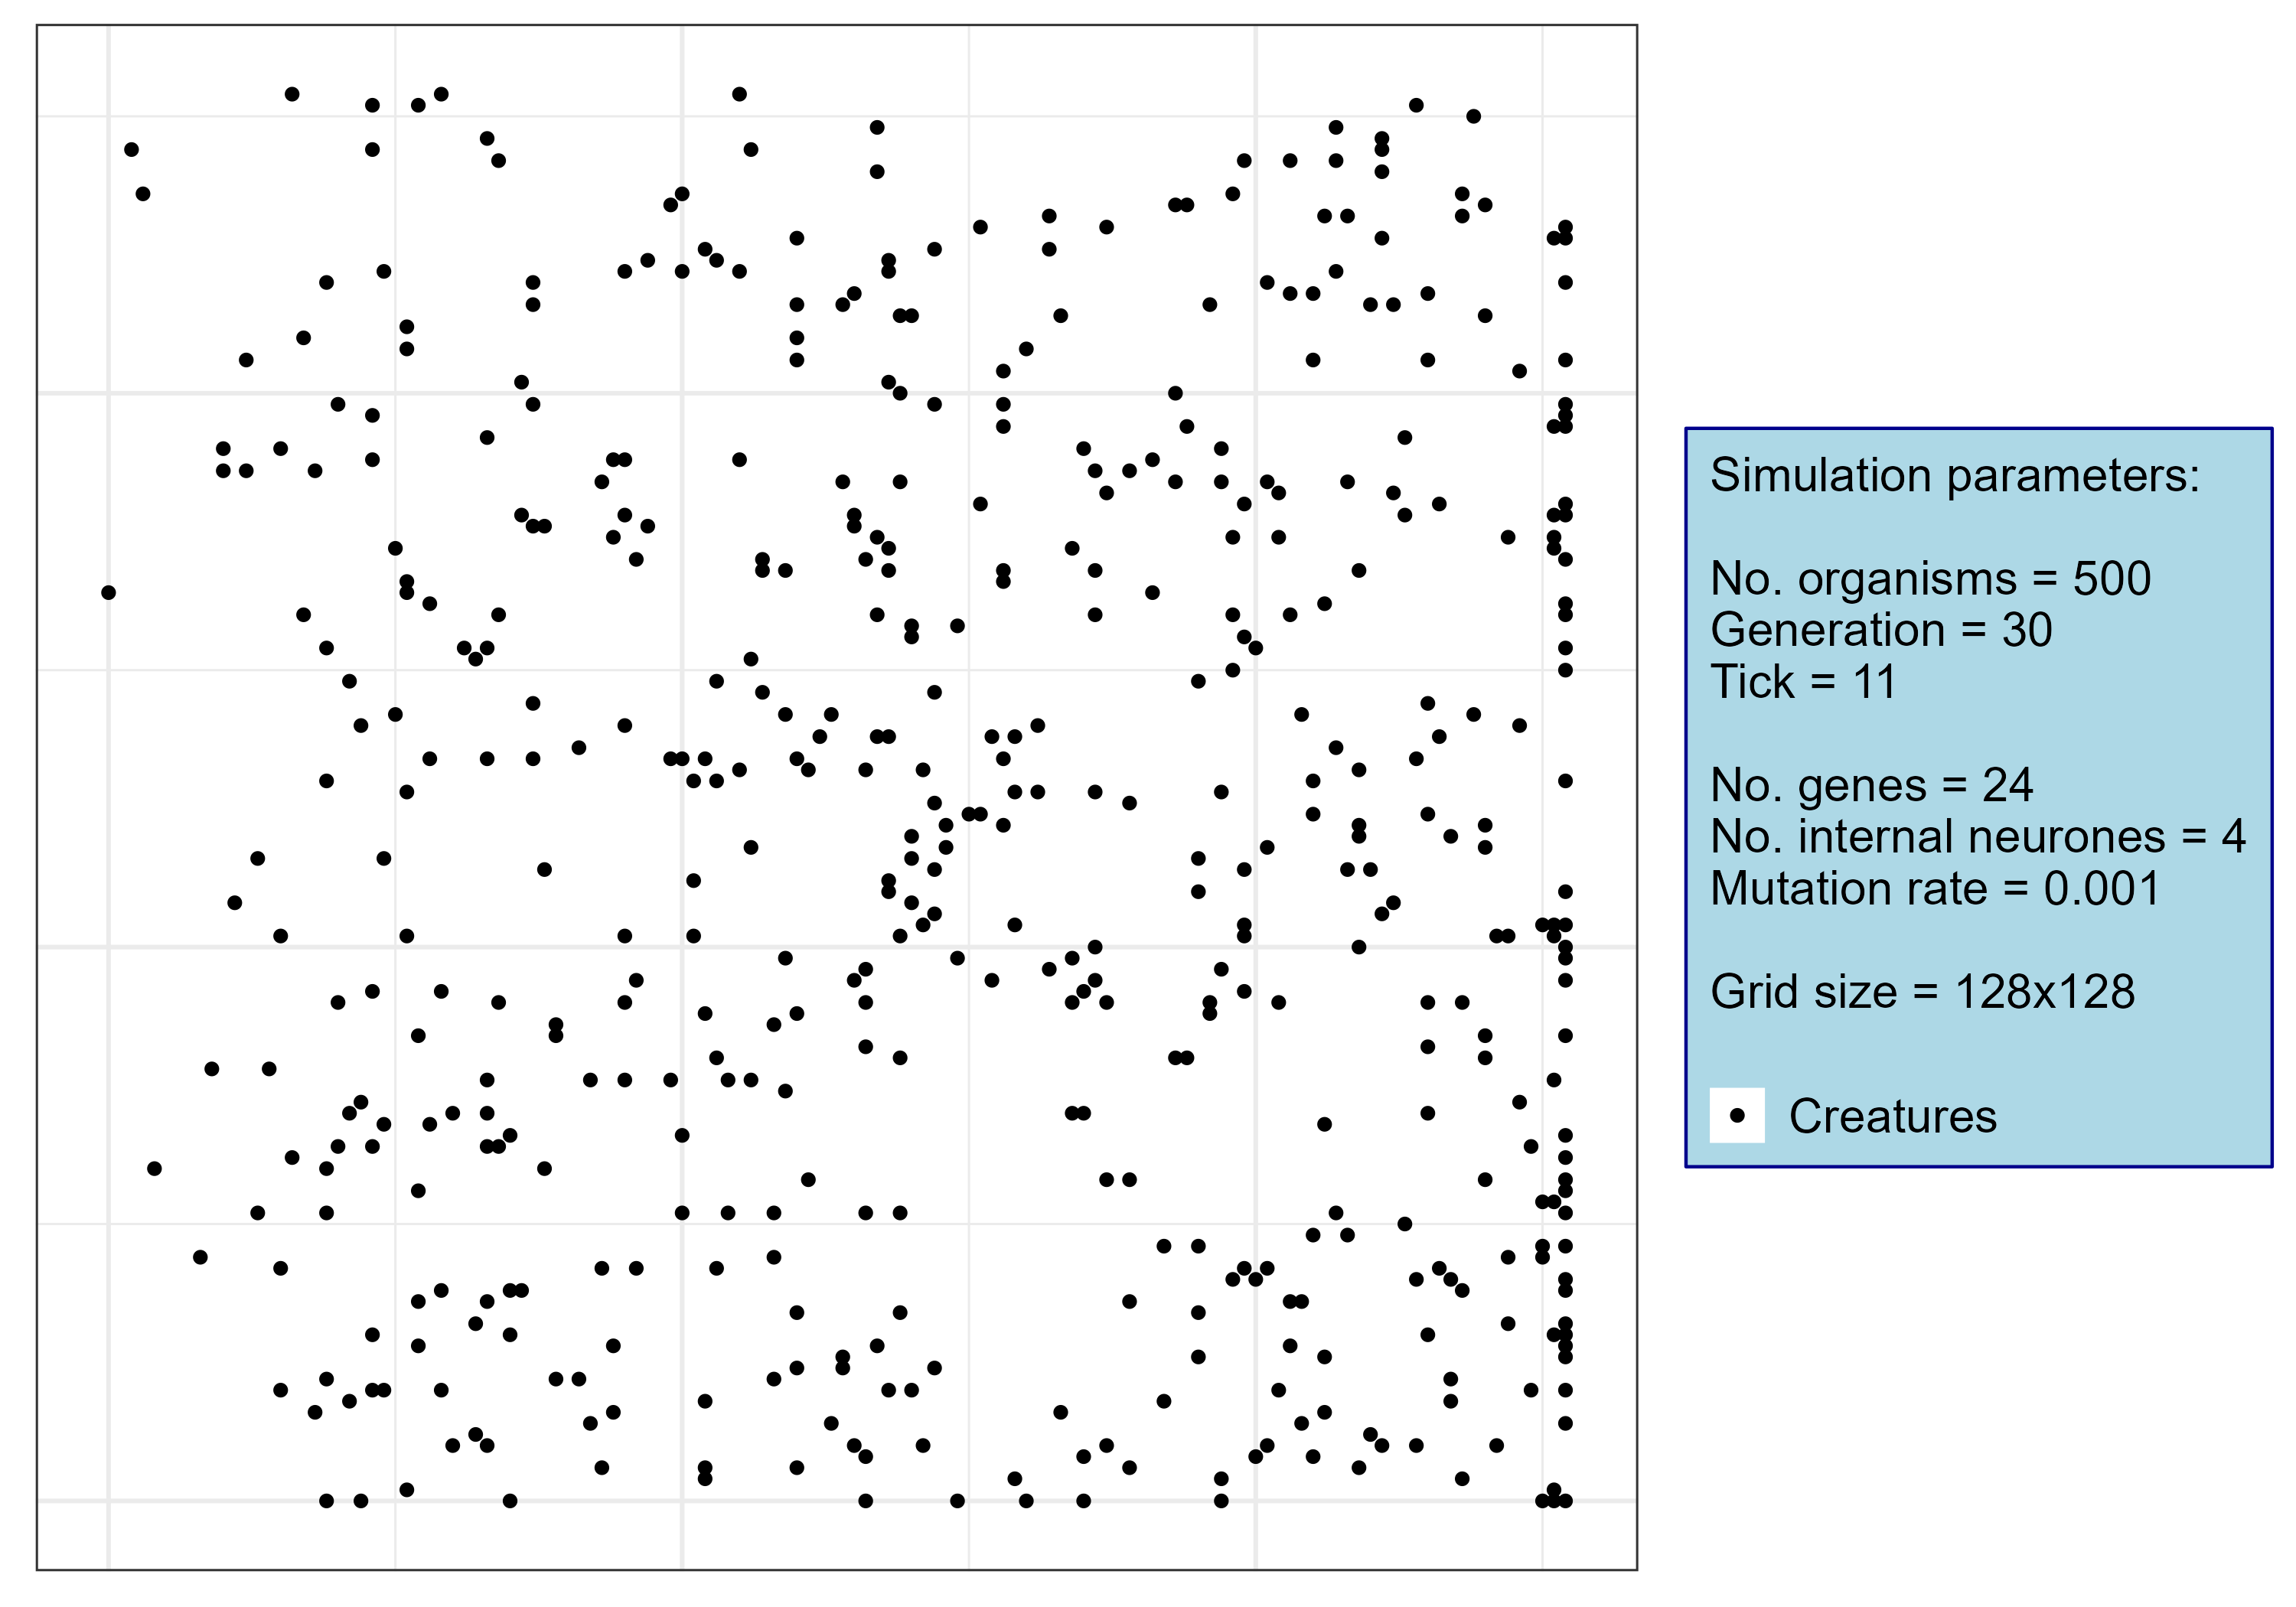 Simulation parameters:
No. organisms = 500
Generation = 30
Tick = 11
No. genes = 24
No. internal neurones = 4
Mutation rate = 0.001
Grid size = 128x128
Creatures